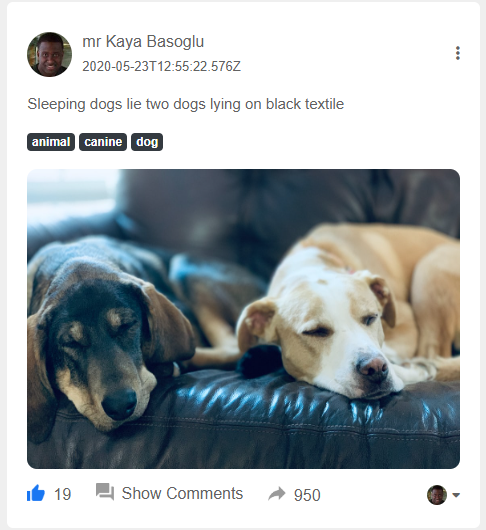 mr Kaya Basoglu
2020-05-23T12:55:22.576Z
Sleeping dogs lie two dogs lying on black textile
animal canine dog
19 Show Comments 950